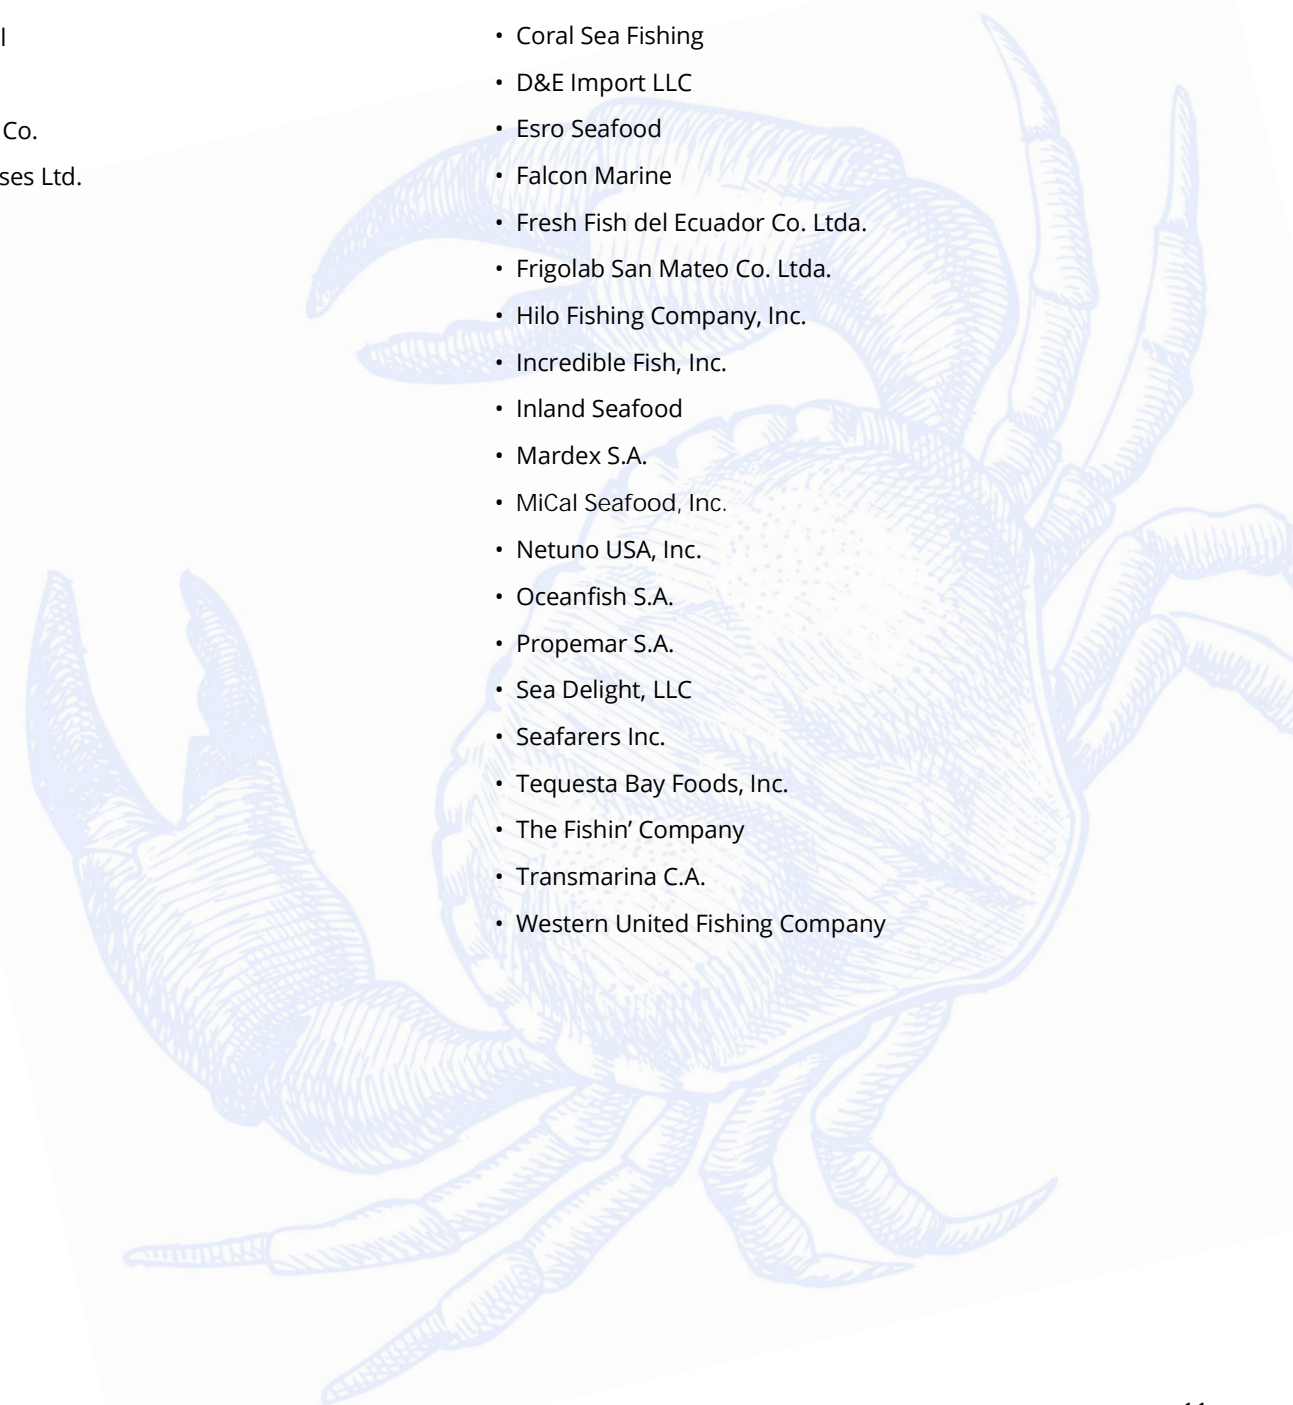 l
Co.
ses Ltd.
• Coral Sea Fishing
• D&E Import LLC
• Esro Seafood
• Falcon Marine
• Fresh Fish del Ecuador Co. Ltda.
• Frigolab San Mateo Co. Ltda.
• Hilo Fishing Company, Inc.
• Incredible Fish, Inc.
• Inland Seafood
• Mardex S.A.
• MiCal Seafood, Inc.
• Netuno USA, Inc.
• Oceanfish S.A.
• Propemar S.A.
• Sea Delight, LLC
• Seafarers Inc.
• Tequesta Bay Foods, Inc.
• The Fishin’ Company
• Transmarina C.A.
• Western United Fishing Company